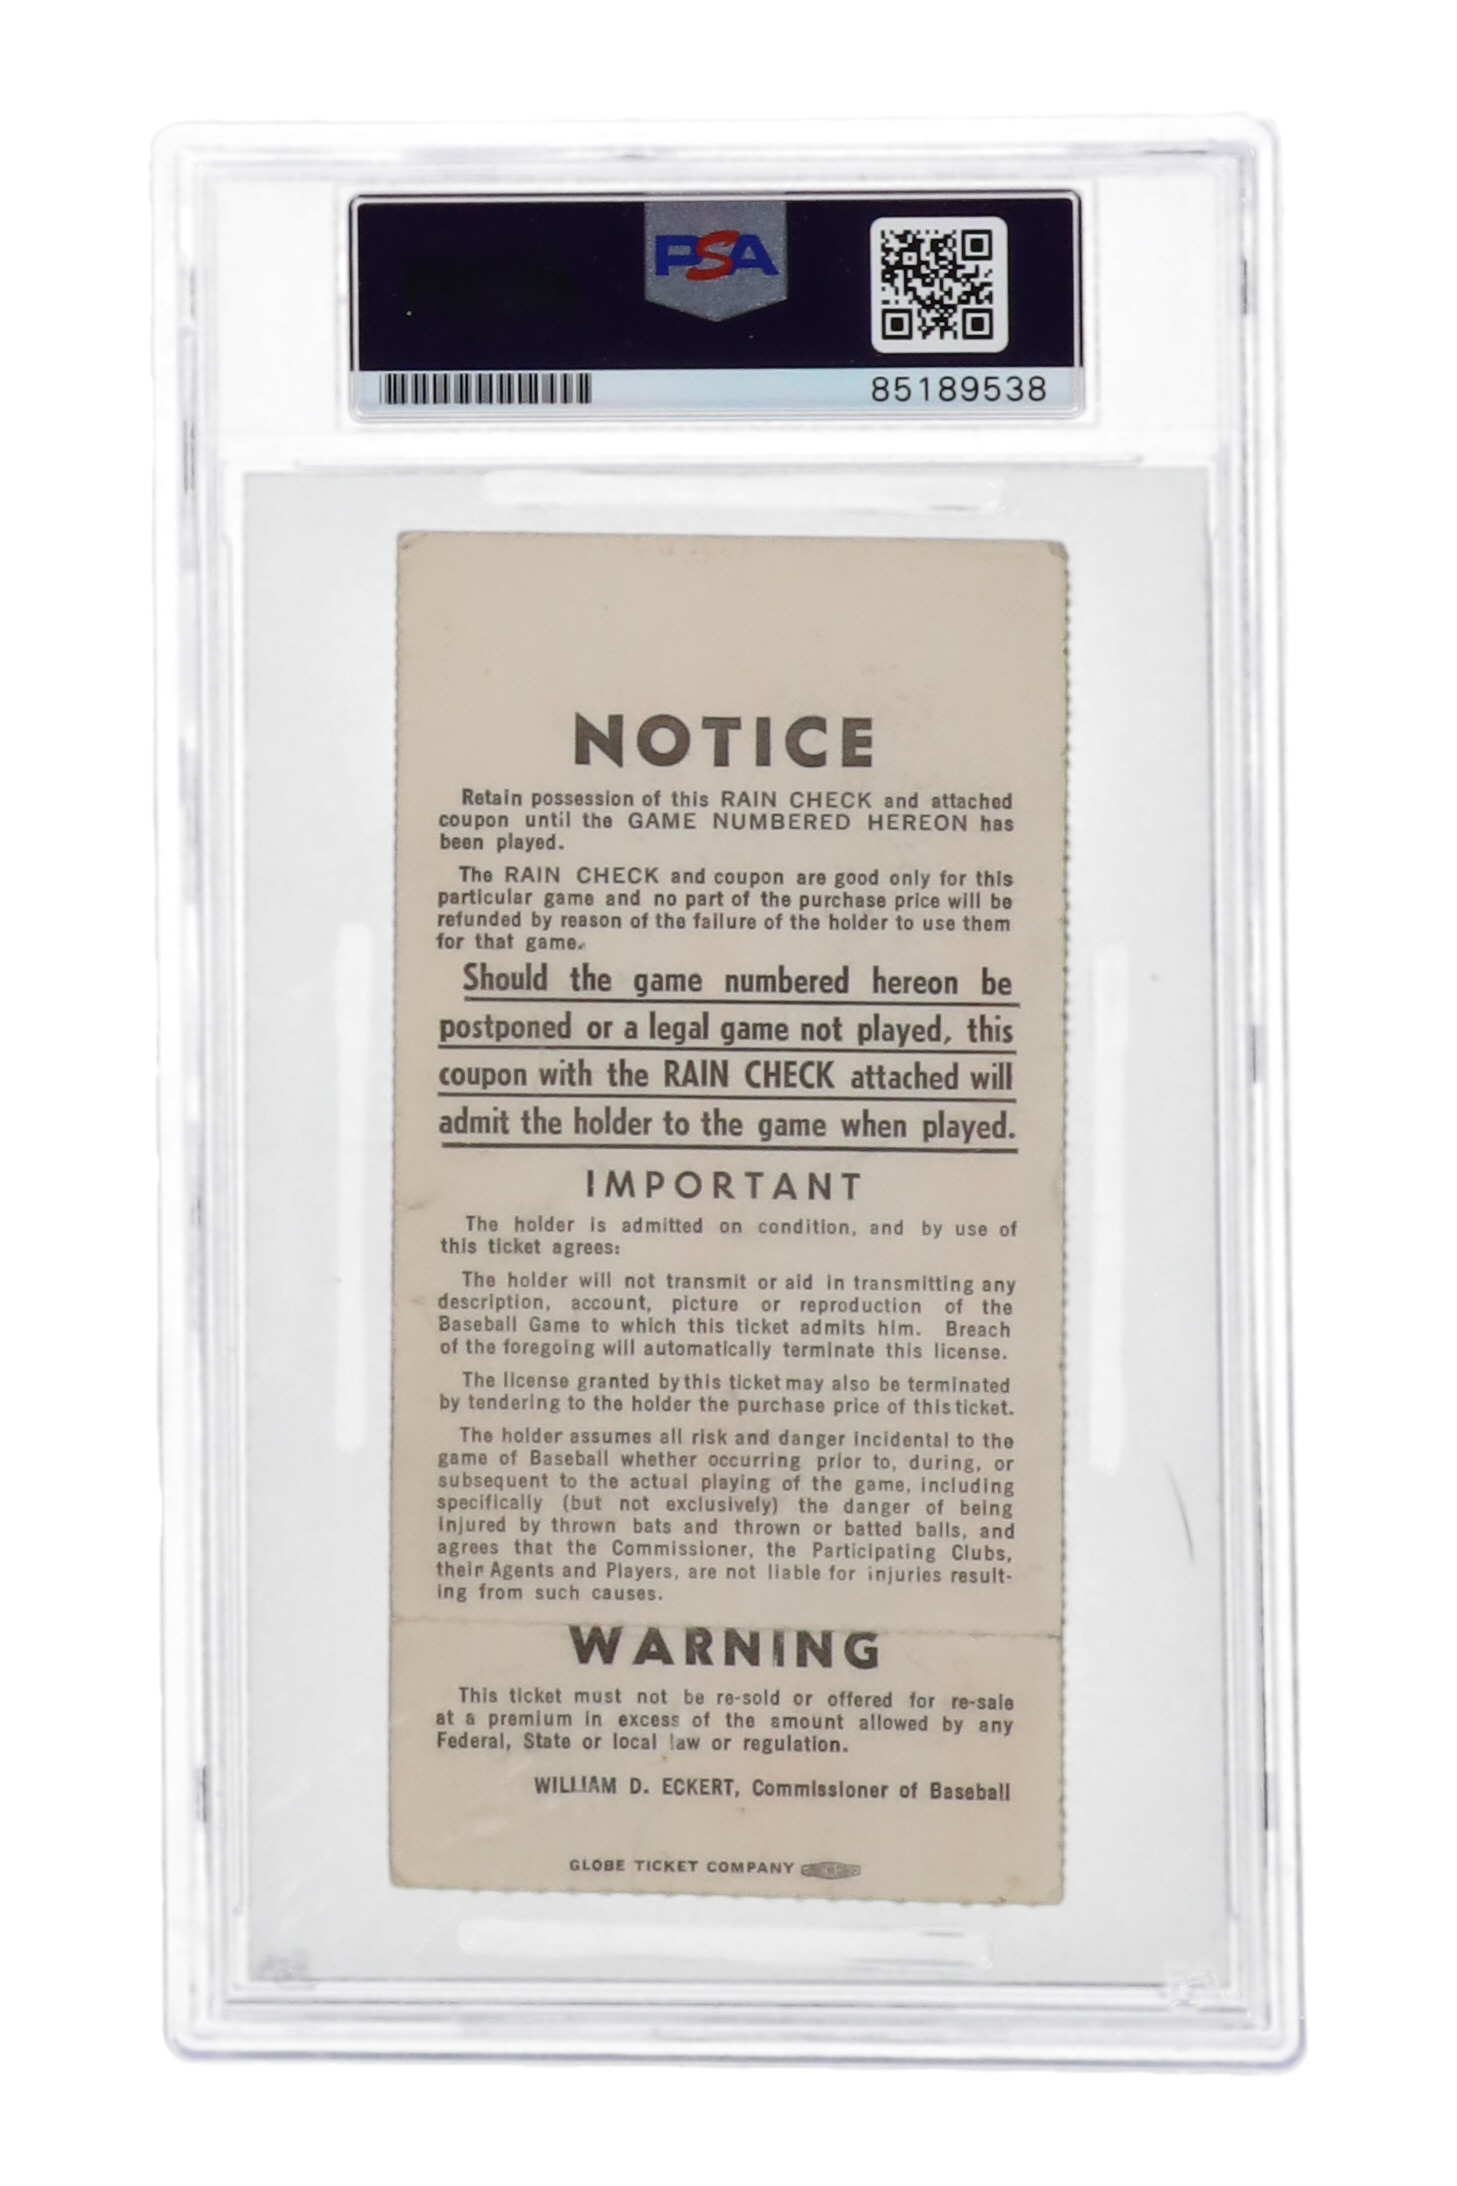 PSA
85189538
NOTICE
Retain possession of this RAIN CHECK and attached
coupon until the GAME NUMBERED HEREON has
been played.
The RAIN CHECK and coupon are good only for this
particular game and no part of the purchase price will be
refunded by reason of the failure of the holder to use them
for that game.
Should the game numbered hereon be
postponed or a legal game not played, this
coupon with the RAIN CHECK attached will
admit the holder to the game when played.
IMPORTANT
The holder is admitted on condition, and by use of
this ticket agrees:
The holder will not transmit or aid in transmitting any
description, account, picture or reproduction of the
Baseball Game to which this ticket admits him. Breach
of the foregoing will automatically terminate this license.
The license granted by this ticket may also be terminated
by tendering to the holder the purchase price of this ticket.
The holder assumes all risk and danger incidental to the
game of Baseball whether occurring prior to, during, or
subsequent to the actual playing of the game, including
specifically (but not exclusively) the danger of being
injured by thrown bats and thrown or batted balls, and
agrees that the Commissioner, the Participating Clubs,
their Agents and Players, are not liable for injuries result-
ing from such causes.
WARNING
This ticket must not be re-sold or offered for re-sale
at a premium in excess of the amount allowed by any
Federal, State or local law or regulation.
WILLIAM D. ECKERT, Commissioner of Baseball
GLOBE TICKET COMPANY